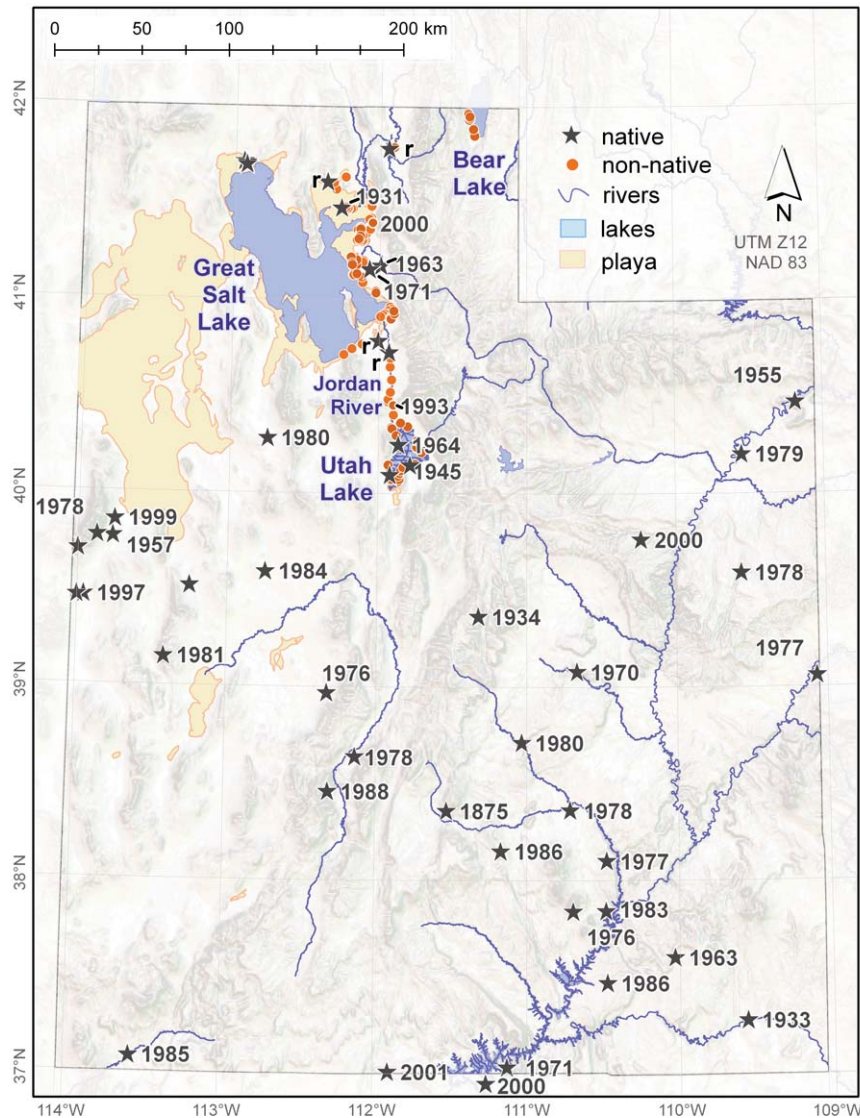 0 50 100 200 km
42°N
41°N
40°N
39°N
38°N
37°N
native
non-native
rivers
lakes
playa
N
UTM Z12
NAD 83
Bear
Lake
r
r
1931
2000
1963
1971
Great
Salt
Lake
r
r
Jordan
River
1993
1964
1945
Utah
Lake
1955
1979
1980
1978
1999
1957
1997
1984
1981
2000
1978
1934
1977
1970
1976
1980
1978
1988
1875
1978
1986
1977
1983
1976
1963
1986
1933
1985
2001
1971
2000
114°W 113°W 112°W 111°W 110°W 109°W